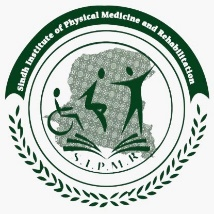 Sindh Institute of Physical Medicine and Rehabilitation
S.I.P.M.R